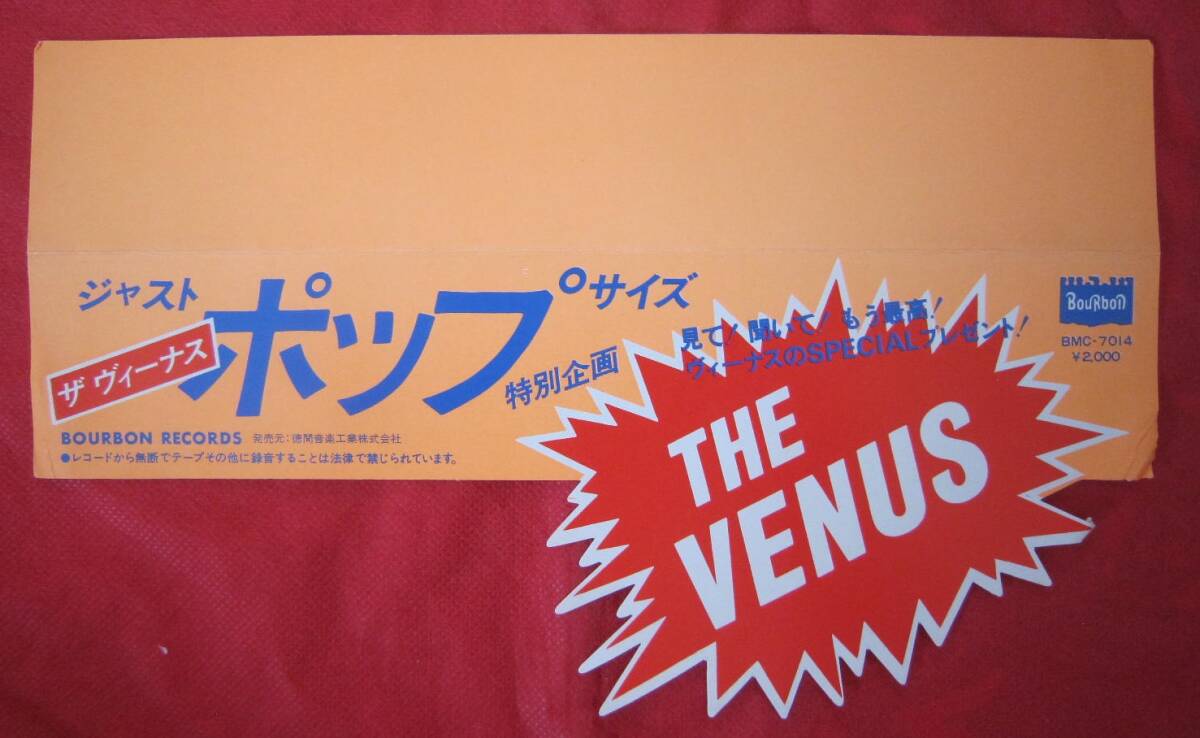 ジャスト
ポップ°サイズ
ザ ヴィーナス
特別企画
見て！聞いて！もう最高！
ヴィーナスのSPECIALプレゼント！
BouRboN
BMC-7014
¥2,000
THE
VENUS
BOURBON RECORDS 発売元：徳間音楽工業株式会社
●レコードから無断でテープその他に録音することは法律で禁じられています。